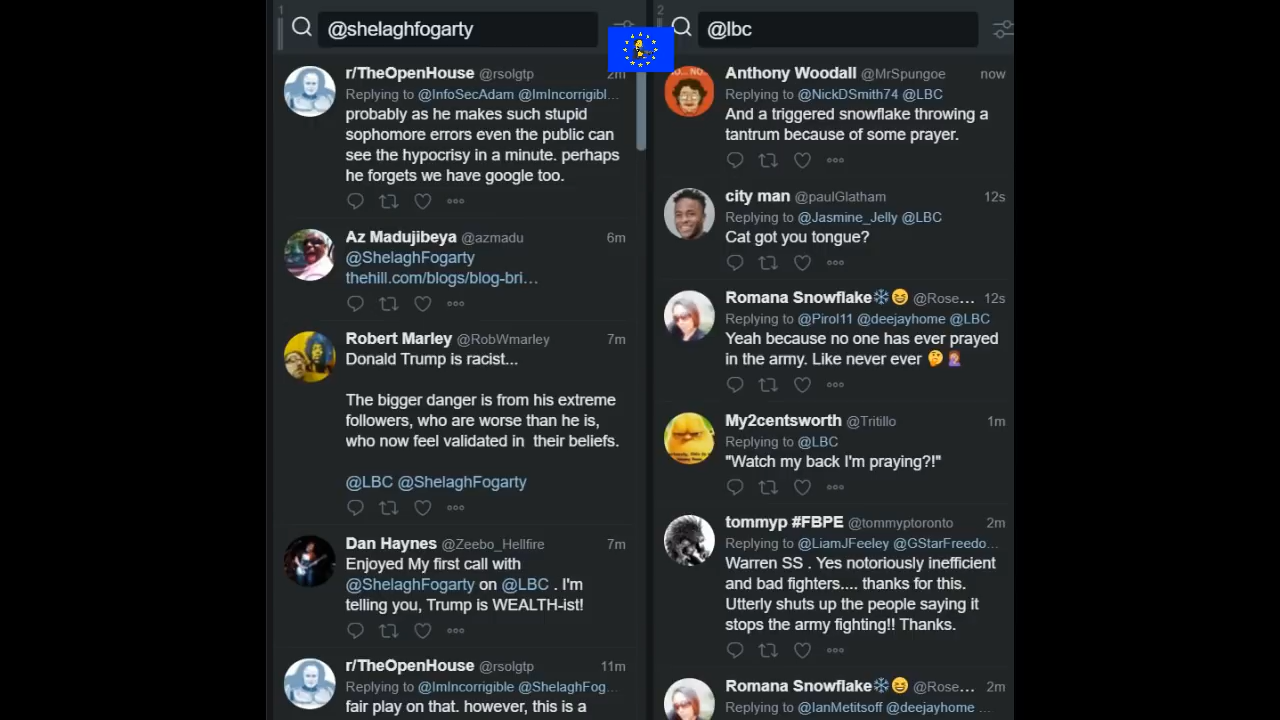 1
@shelaghfogarty
r/TheOpenHouse @rsolgtp 2m
Replying to @InfoSecAdam @ImIncorrigibl...
probably as he makes such stupid
sophomore errors even the public can
see the hypocrisy in a minute. perhaps
he forgets we have google too.
Az Madujibeya @azmadu 6m
@ShelaghFogarty
thehill.com/blogs/blog-bri…
Robert Marley @RobWmarley 7m
Donald Trump is racist...
The bigger danger is from his extreme
followers, who are worse than he is,
who now feel validated in their beliefs.
@LBC @ShelaghFogarty
Dan Haynes @Zeebo_Hellfire 7m
Enjoyed My first call with
@ShelaghFogarty on @LBC . I'm
telling you, Trump is WEALTH-ist!
r/TheOpenHouse @rsolgtp 11m
Replying to @ImIncorrigible @ShelaghFog...
fair play on that. however, this is a
2
@lbc
NO... NO..
Anthony Woodall @MrSpungoe now
Replying to @NickDSmith74 @LBC
And a triggered snowflake throwing a
tantrum because of some prayer.
city man @paulGlatham 12s
Replying to @Jasmine_Jelly @LBC
Cat got you tongue?
Romana Snowflake❄️😆 @Rose... 12s
Replying to @Pirol11 @deejayhome @LBC
Yeah because no one has ever prayed
in the army. Like never ever 🤔🤦🏼‍♀️
My2centsworth @Tritillo 1m
Replying to @LBC
"Watch my back I'm praying?!"
tommyp #FBPE @tommyptoronto 2m
Replying to @LiamJFeeley @GStarFreedo...
Warren SS . Yes notoriously inefficient
and bad fighters.... thanks for this.
Utterly shuts up the people saying it
stops the army fighting!! Thanks.
Romana Snowflake❄️😆 @Rose... 2m
Replying to @IanMetitsoff @deejayhome ...